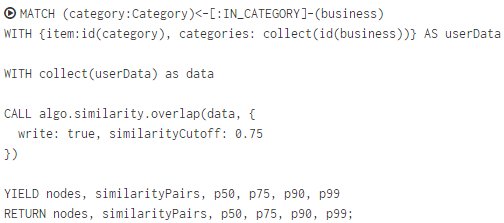 MATCH (category:Category)<-[:IN_CATEGORY]-(business)
WITH {item:id(category), categories: collect(id(business))} AS userData
WITH collect(userData) as data
CALL algo.similarity.overlap(data, {
  write: true, similarityCutoff: 0.75
})
YIELD nodes, similarityPairs, p50, p75, p90, p99
RETURN nodes, similarityPairs, p50, p75, p90, p99;